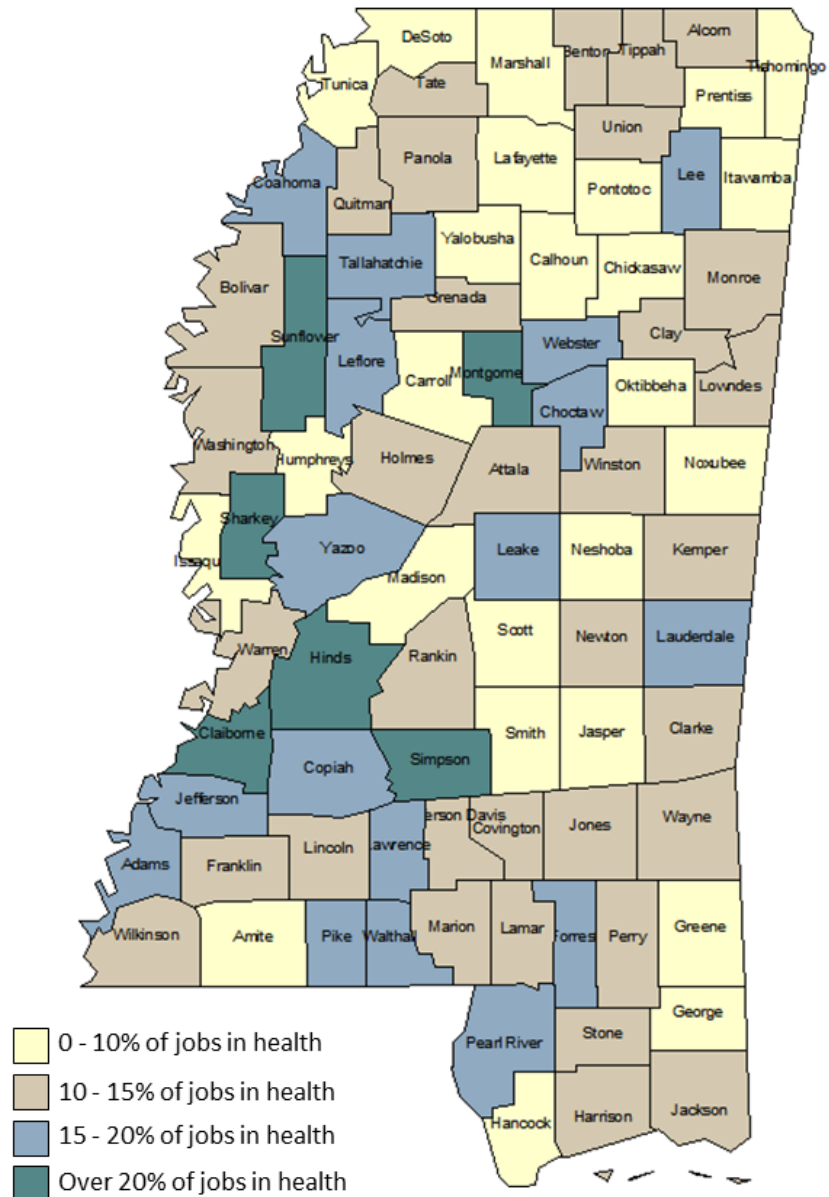 Alcorn
DeSoto
Benton
Tippah
Marshall
Tishomingo
Tunica
Tate
Prentiss
Union
Panola
Lafayette
Coahoma
Lee
Itawamba
Pontotoc
Quitman
Yalobusha
Tallahatchie
Calhoun
Chickasaw
Monroe
Bolivar
Grenada
Sunflower
Clay
Webster
Leflore
Carroll
Montgome
Oktibbeha
Lowndes
Choctaw
Washington
Humphreys
Holmes
Attala
Winston
Noxubee
Sharkey
Yazoo
Leake
Neshoba
Kemper
Issaqu
Madison
Scott
Newton
Lauderdale
Warren
Hinds
Rankin
Claiborne
Smith
Jasper
Clarke
Copiah
Simpson
Jefferson
erson Davis
Covington
Jones
Wayne
Lincoln
Lawrence
Adams
Franklin
Wilkinson
Amite
Pike
Walthal
Marion
Lamar
Forres
Perry
Greene
George
Stone
Pearl River
Hancock
Harrison
Jackson
0 - 10% of jobs in health
10 - 15% of jobs in health
15 - 20% of jobs in health
Over 20% of jobs in health